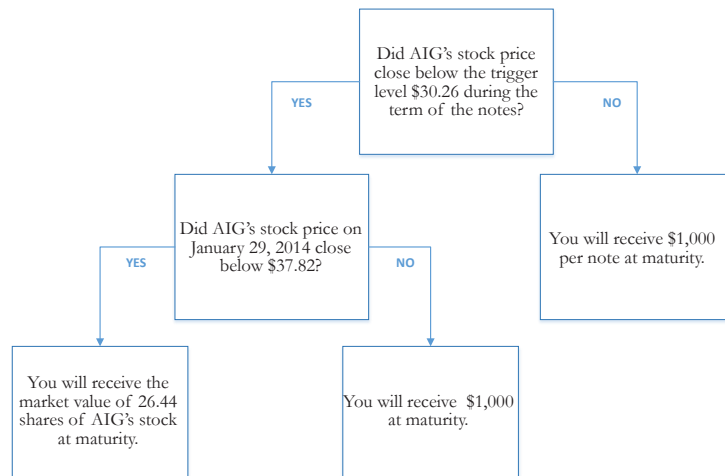 Did AIG's stock price
close below the trigger
level $30.26 during the
term of the notes?
YES
NO
Did AIG's stock price on
January 29, 2014 close
below $37.82?
You will receive $1,000
per note at maturity.
YES
NO
You will receive the
market value of 26.44
shares of AIG's stock
at maturity.
You will receive  $1,000
at maturity.